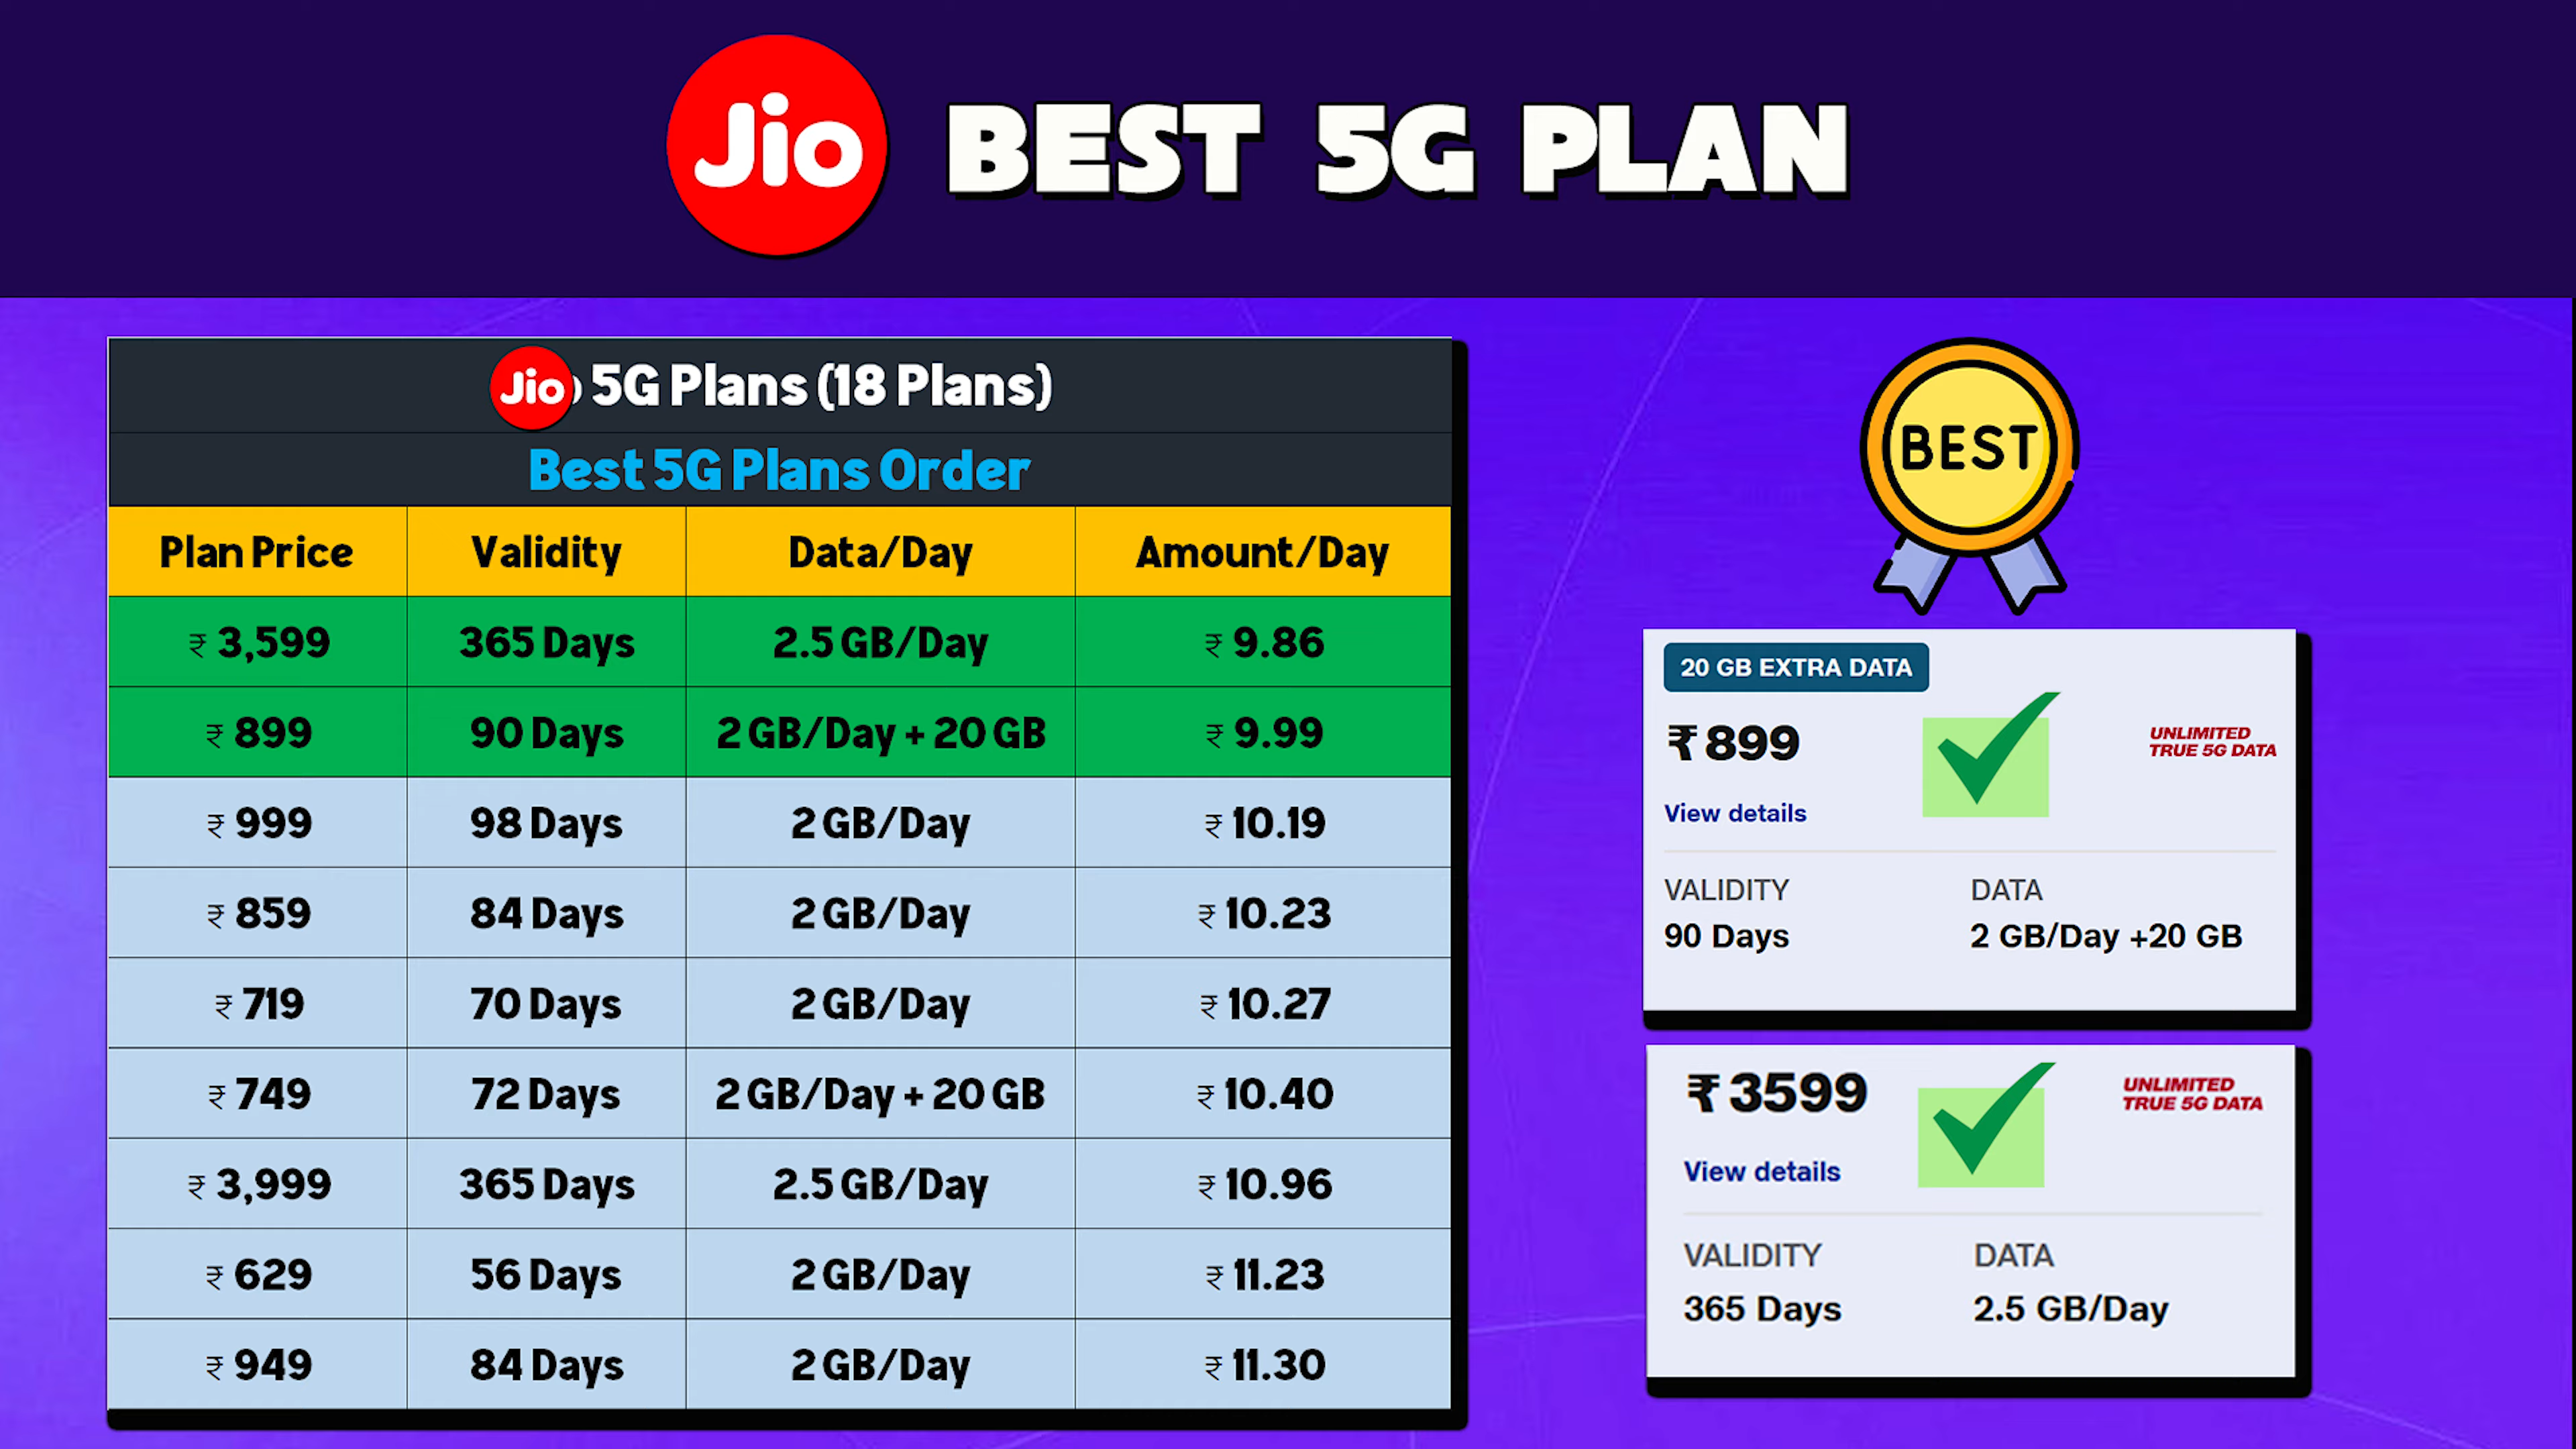 Jio BEST 5G PLAN
Jio 5G Plans (18 Plans)
Best 5G Plans Order
Plan Price Validity Data/Day Amount/Day
₹ 3,599 365 Days 2.5 GB/Day ₹ 9.86
₹ 899 90 Days 2 GB/Day + 20 GB ₹ 9.99
₹ 999 98 Days 2 GB/Day ₹ 10.19
₹ 859 84 Days 2 GB/Day ₹ 10.23
₹ 719 70 Days 2 GB/Day ₹ 10.27
₹ 749 72 Days 2 GB/Day + 20 GB ₹ 10.40
₹ 3,999 365 Days 2.5 GB/Day ₹ 10.96
₹ 629 56 Days 2 GB/Day ₹ 11.23
₹ 949 84 Days 2 GB/Day ₹ 11.30
BEST
20 GB EXTRA DATA
₹ 899
UNLIMITED
TRUE 5G DATA
View details
VALIDITY DATA
90 Days 2 GB/Day +20 GB
₹ 3599
UNLIMITED
TRUE 5G DATA
View details
VALIDITY DATA
365 Days 2.5 GB/Day